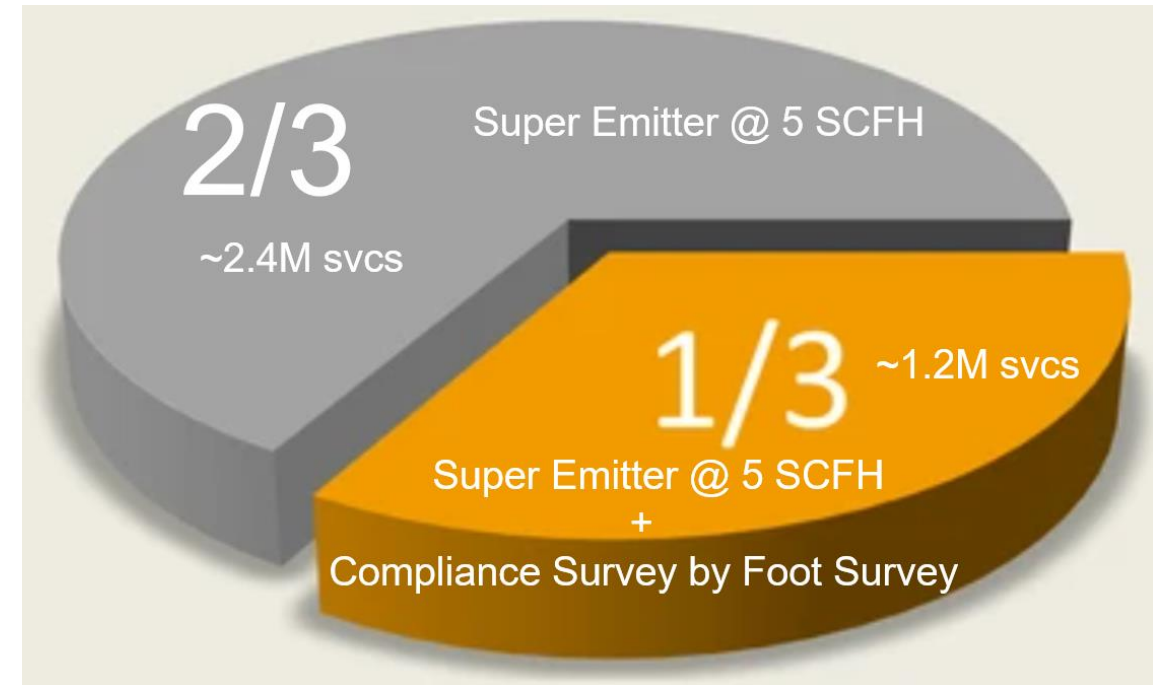 2/3
Super Emitter @ 5 SCFH
~2.4M svcs
1/3
~1.2M svcs
Super Emitter @ 5 SCFH
+
Compliance Survey by Foot Survey